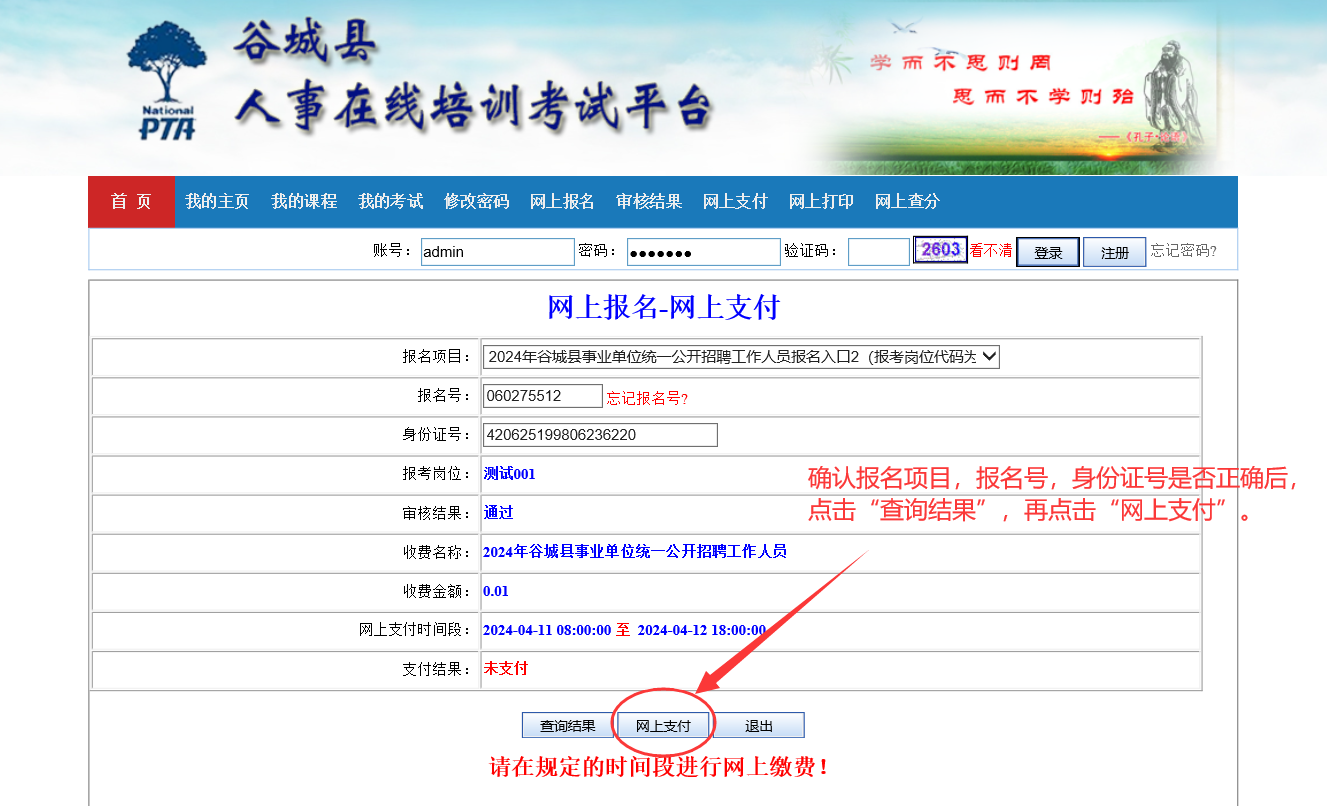 谷城县
人事在线培训考试平台
National
PTA
学而不思则罔
思而不学则殆
首 页 我的主页 我的课程 我的考试 修改密码 网上报名 审核结果 网上支付 网上打印 网上查分
账号： admin 密码： ●●●●●●● 验证码： 2603 看不清 登录 注册 忘记密码?
网上报名-网上支付
报名项目： 2024年谷城县事业单位统一公开招聘工作人员报名入口2（报考岗位代码为
报名号： 060275512 忘记报名号?
身份证号： 420625199806236220
报考岗位： 测试001
审核结果： 通过
收费名称： 2024年谷城县事业单位统一公开招聘工作人员
收费金额： 0.01
网上支付时间段： 2024-04-11 08:00:00 至 2024-04-12 18:00:00
支付结果： 未支付
确认报名项目，报名号，身份证号是否正确后，
点击“查询结果”，再点击“网上支付”。
查询结果 网上支付 退出
请在规定的时间段进行网上缴费！